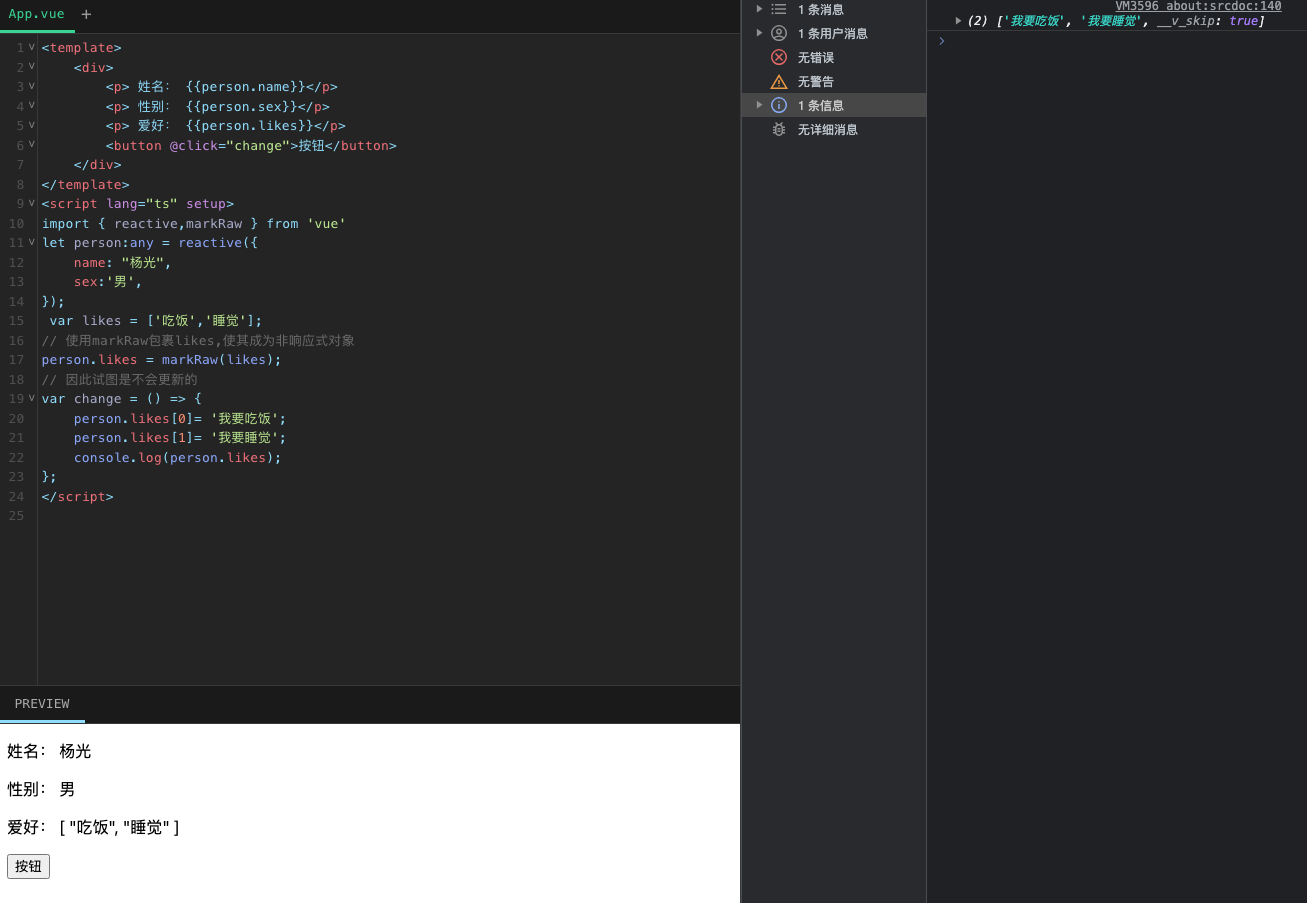 App.vue +
1 <template>
2 <div>
3 <p> 姓名: {{person.name}}</p>
4 <p> 性别: {{person.sex}}</p>
5 <p> 爱好: {{person.likes}}</p>
6 <button @click="change">按钮</button>
7 </div>
8 </template>
9 <script lang="ts" setup>
10 import { reactive,markRaw } from 'vue'
11 let person:any = reactive({
12 name: "杨光",
13 sex:'男',
14 });
15 var likes = ['吃饭','睡觉'];
16 // 使用markRaw包裹likes,使其成为非响应式对象
17 person.likes = markRaw(likes);
18 // 因此试图是不会更新的
19 var change = () => {
20 person.likes[0]= '我要吃饭';
21 person.likes[1]= '我要睡觉';
22 console.log(person.likes);
23 };
24 </script>
25
PREVIEW
姓名: 杨光
性别: 男
爱好: [ "吃饭", "睡觉" ]
按钮
1 条消息
1 条用户消息
无错误
无警告
1 条信息
无详细消息
VM3596 about:srcdoc:140
(2) ['我要吃饭', '我要睡觉', __v_skip: true]